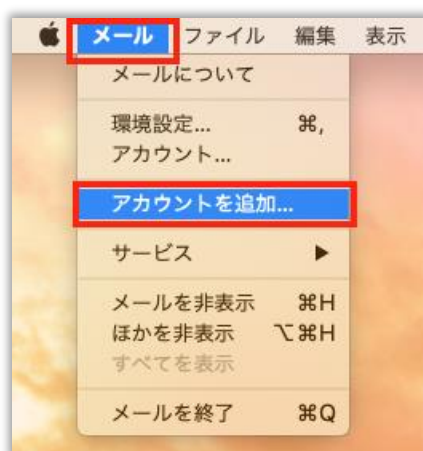 メール ファイル 編集 表示
メールについて
環境設定... ⌘,
アカウント...
アカウントを追加...
サービス ▶
メールを非表示 ⌘H
ほかを非表示 ⌥⌘H
すべてを表示
メールを終了 ⌘Q